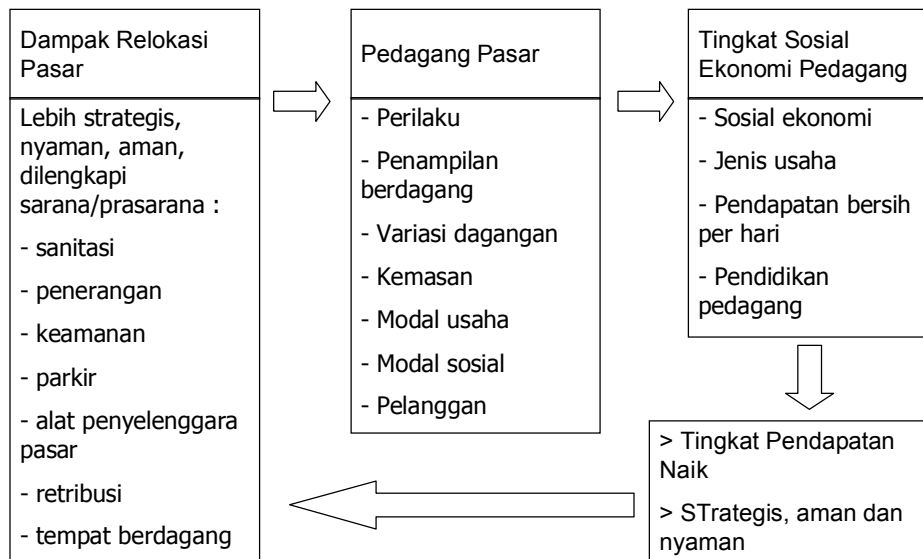 Dampak Relokasi
Pasar
Lebih strategis,
nyaman, aman,
dilengkapi
sarana/prasarana :
- sanitasi
- penerangan
- keamanan
- parkir
- alat penyelenggara
pasar
- retribusi
- tempat berdagang
Pedagang Pasar
- Perilaku
- Penampilan
berdagang
- Variasi dagangan
- Kemasan
- Modal usaha
- Modal sosial
- Pelanggan
Tingkat Sosial
Ekonomi Pedagang
- Sosial ekonomi
- Jenis usaha
- Pendapatan bersih
per hari
- Pendidikan
pedagang
> Tingkat Pendapatan
Naik
> STrategis, aman dan
nyaman